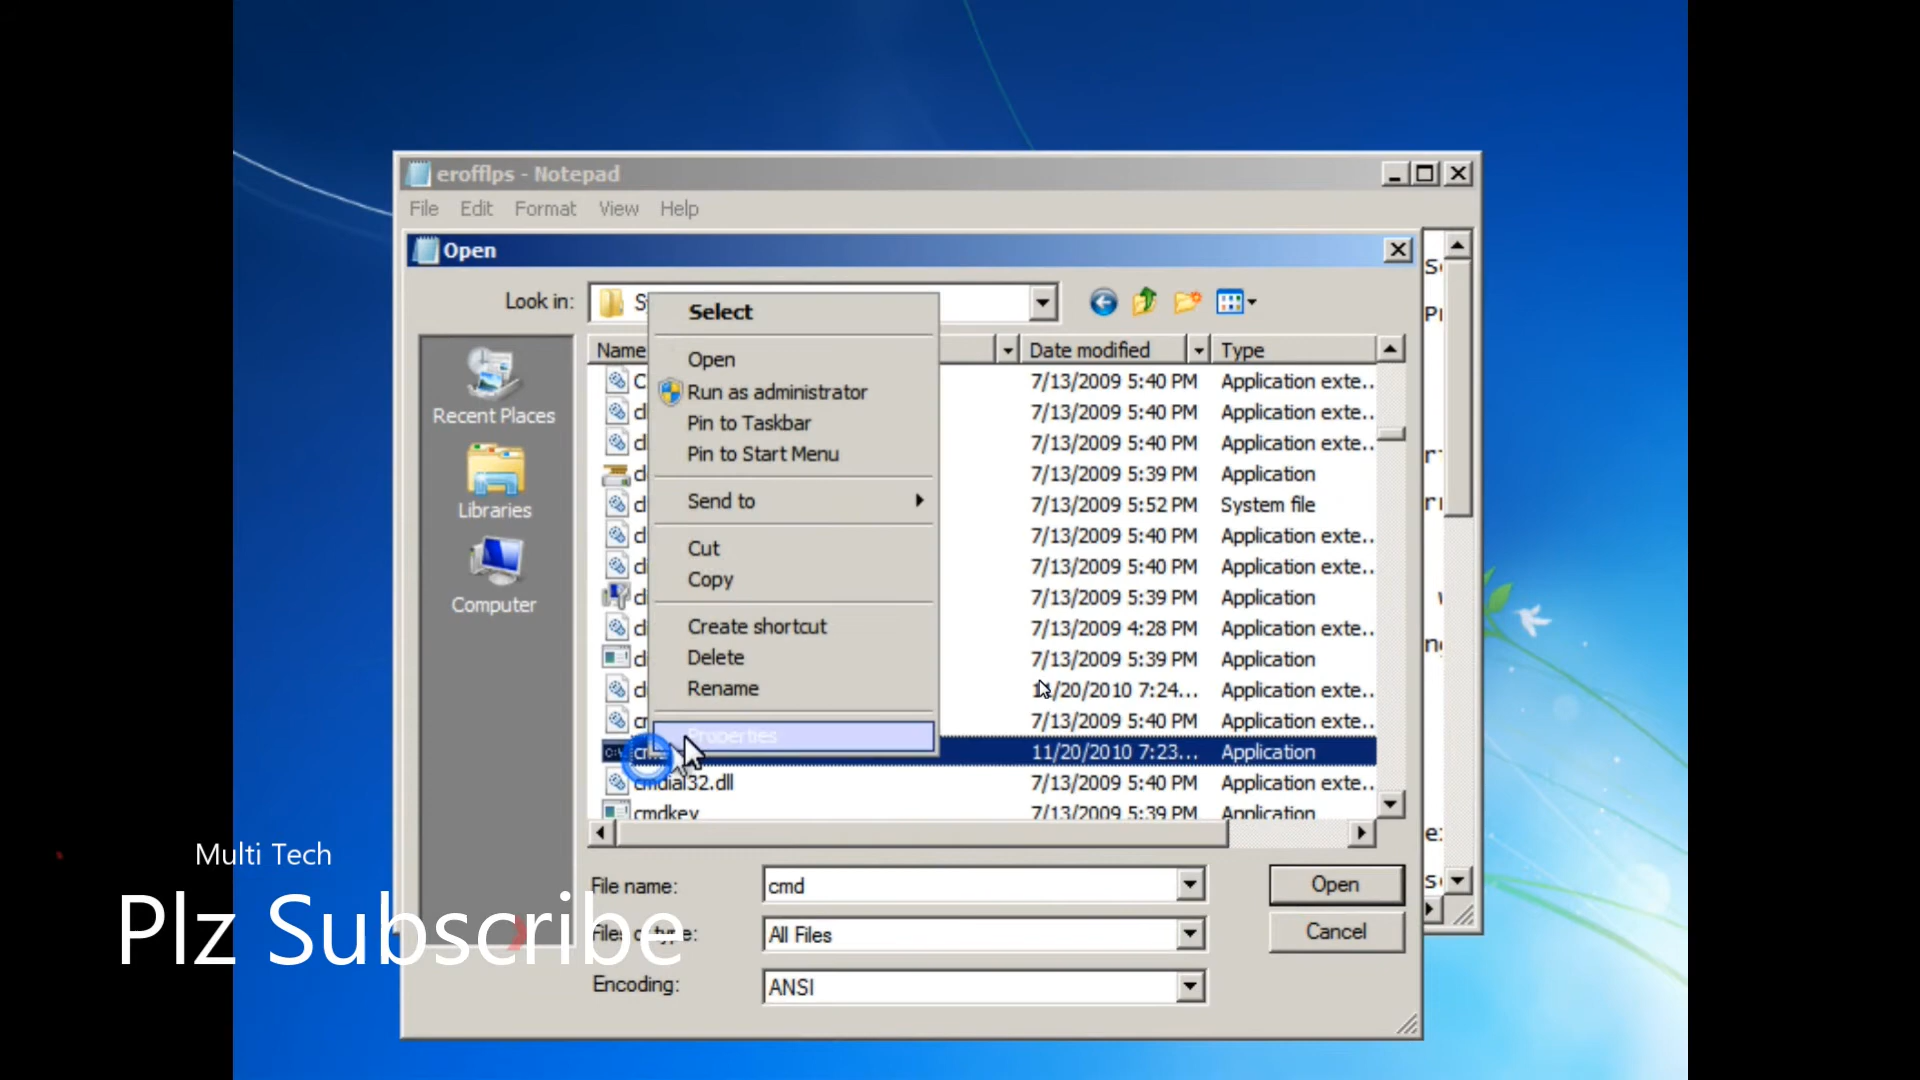 erofflps - Notepad
File Edit Format View Help
Open
Look in:
Name Date modified Type
Select
Open
Run as administrator
Pin to Taskbar
Pin to Start Menu
Send to
Cut
Copy
Create shortcut
Delete
Rename
Properties
Recent Places
Libraries
Computer
7/13/2009 5:40 PM Application exte..
7/13/2009 5:40 PM Application exte..
7/13/2009 5:40 PM Application exte..
7/13/2009 5:39 PM Application
7/13/2009 5:52 PM System file
7/13/2009 5:40 PM Application exte..
7/13/2009 5:40 PM Application exte..
7/13/2009 5:39 PM Application
7/13/2009 4:28 PM Application exte..
7/13/2009 5:39 PM Application
11/20/2010 7:24... Application exte..
7/13/2009 5:40 PM Application exte..
11/20/2010 7:23... Application
cmdial32.dll 7/13/2009 5:40 PM Application exte..
cmdkey 7/13/2009 5:39 PM Application
File name: cmd Open
Files of type: All Files Cancel
Encoding: ANSI
Multi Tech
Plz Subscribe